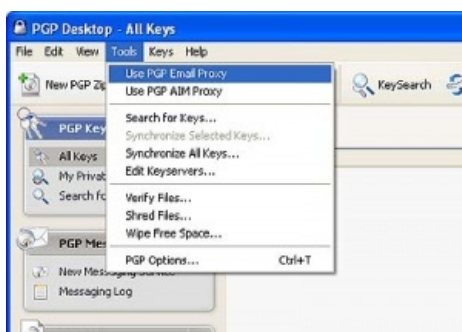 PGP Desktop - All Keys
File Edit View Tools Keys Help
New PGP Zip
KeySearch
Use PGP Email Proxy
Use PGP AIM Proxy
Search for Keys...
Synchronize Selected Keys...
Synchronize All Keys...
Edit Keyservers...
Verify Files...
Shred Files...
Wipe Free Space...
PGP Options... Ctrl+T
PGP Key
All Keys
My Privat
Search fo
PGP Mes
New Messaging Service
Messaging Log